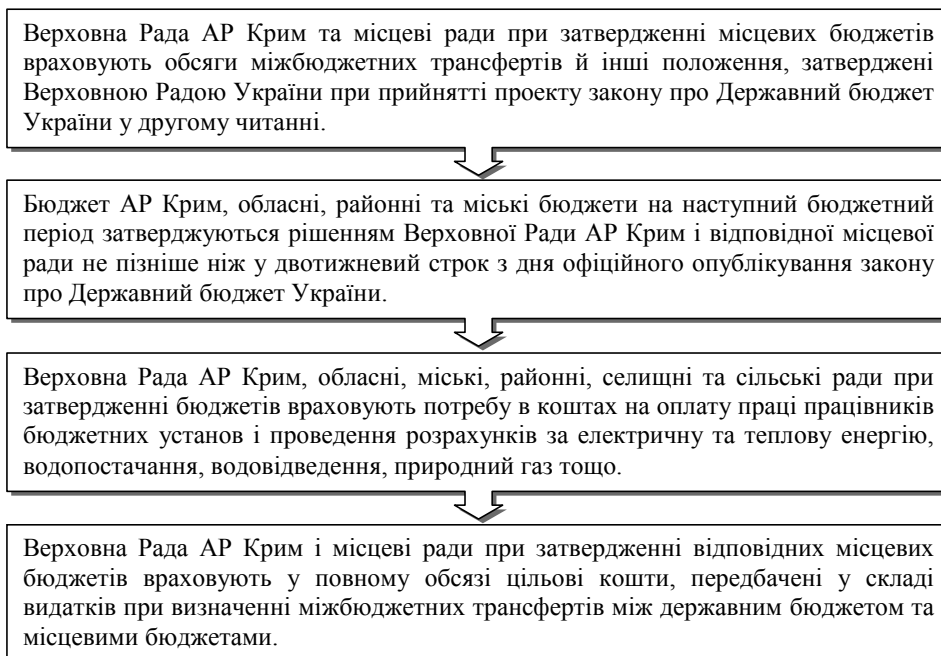 Верховна Рада АР Крим та місцеві ради при затвердженні місцевих бюджетів
враховують обсяги міжбюджетних трансфертів й інші положення, затверджені
Верховною Радою України при прийнятті проекту закону про Державний бюджет
України у другому читанні.
Бюджет АР Крим, обласні, районні та міські бюджети на наступний бюджетний
період затверджуються рішенням Верховної Ради АР Крим і відповідної місцевої
ради не пізніше ніж у двотижневий строк з дня офіційного опублікування закону
про Державний бюджет України.
Верховна Рада АР Крим, обласні, міські, районні, селищні та сільські ради при
затвердженні бюджетів враховують потребу в коштах на оплату праці працівників
бюджетних установ і проведення розрахунків за електричну та теплову енергію,
водопостачання, водовідведення, природний газ тощо.
Верховна Рада АР Крим і місцеві ради при затвердженні відповідних місцевих
бюджетів враховують у повному обсязі цільові кошти, передбачені у складі
видатків при визначенні міжбюджетних трансфертів між державним бюджетом та
місцевими бюджетами.